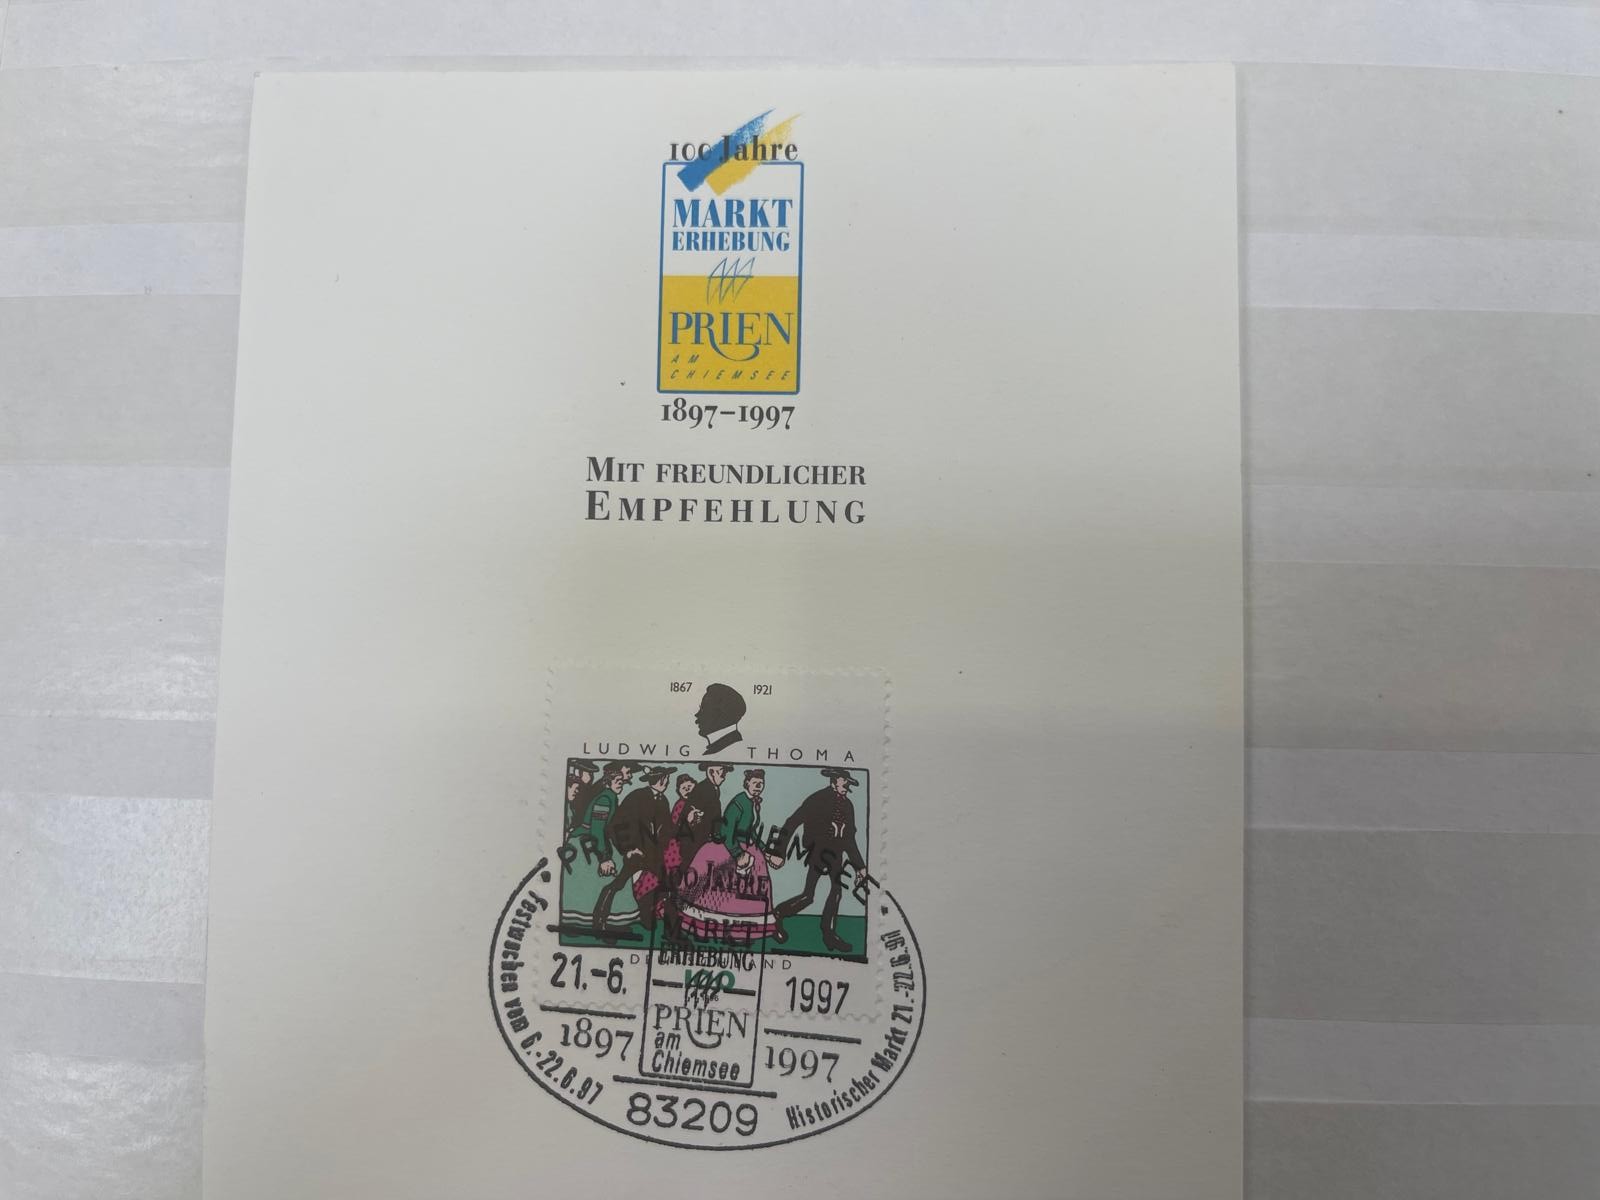 100 Jahre
MARKT
ERHEBUNG
PRIEN
AM
CHIEMSEE
1897–1997
MIT FREUNDLICHER
EMPFEHLUNG
1867 1921
LUDWIG THOMA
PRIEN A CHIEMSEE
100 JAHRE
MARKT
ERHEBUNG
DEUTSCHLAND
100
21.-6. 1997
1897 1997
PRIEN
am
Chiemsee
Festwochen vom 6.-22.6.97
Historischer Markt 21.-22.6.97
83209